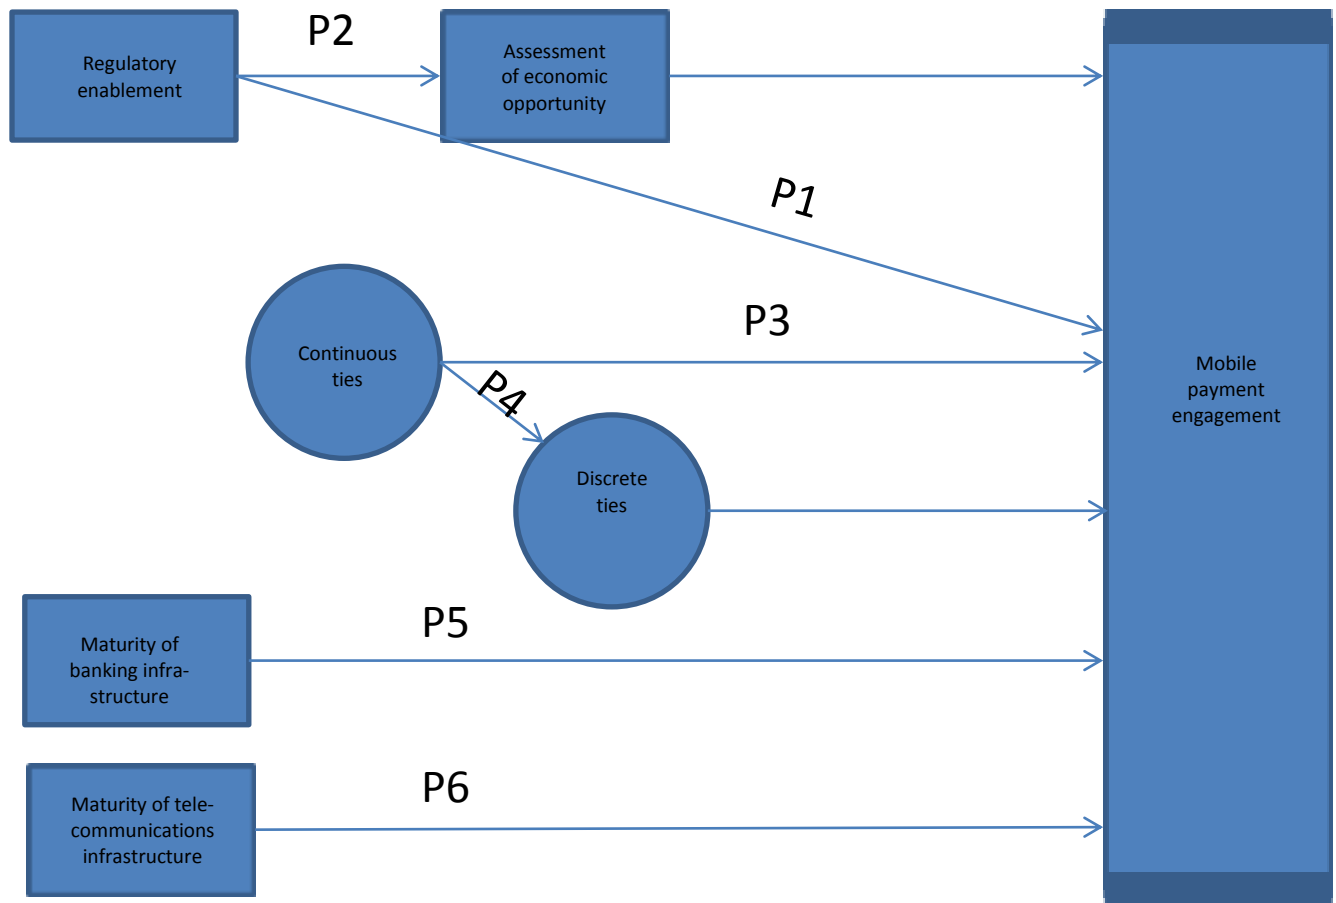 P2
Regulatory
enablement
Assessment
of economic
opportunity
P1
P3
Continuous
ties
P4
Mobile
payment
engagement
Discrete
ties
P5
Maturity of
banking infra-
structure
P6
Maturity of tele-
communications
infrastructure